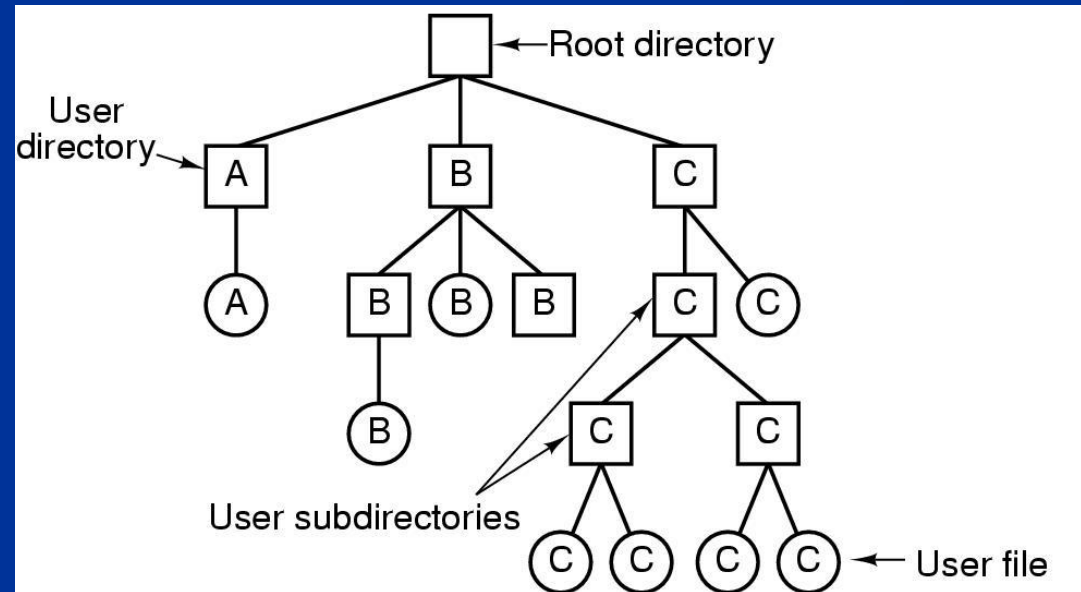 Root directory
User
directory
A
B
C
A
B
B
B
C
C
B
C
C
User subdirectories
C
C
C
C
User file